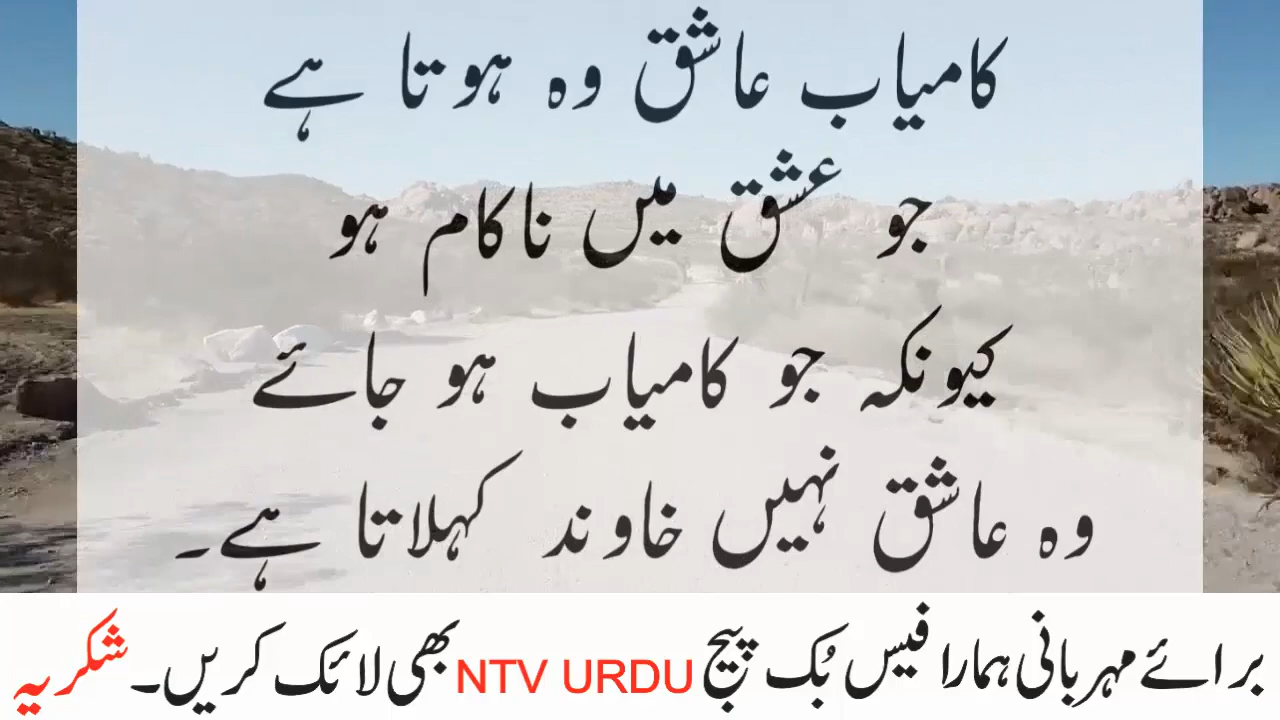 کامیاب عاشق وہ ہوتا ہے
جو عشق میں ناکام ہو
کیونکہ جو کامیاب ہو جائے
وہ عاشق نہیں خاوند کہلاتا ہے۔
برائے مہربانی ہمارا فیس بُک پیج NTV URDU بھی لائک کریں۔ شکریہ